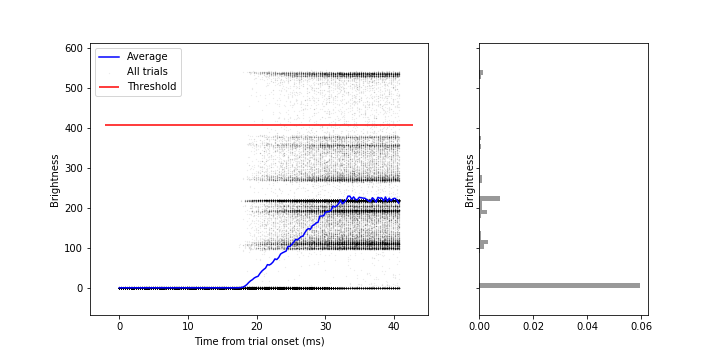 Average
All trials
Threshold
600
500
400
300
200
100
0
Brightness
0
10
20
30
40
Time from trial onset (ms)
Brightness
0.00
0.02
0.04
0.06